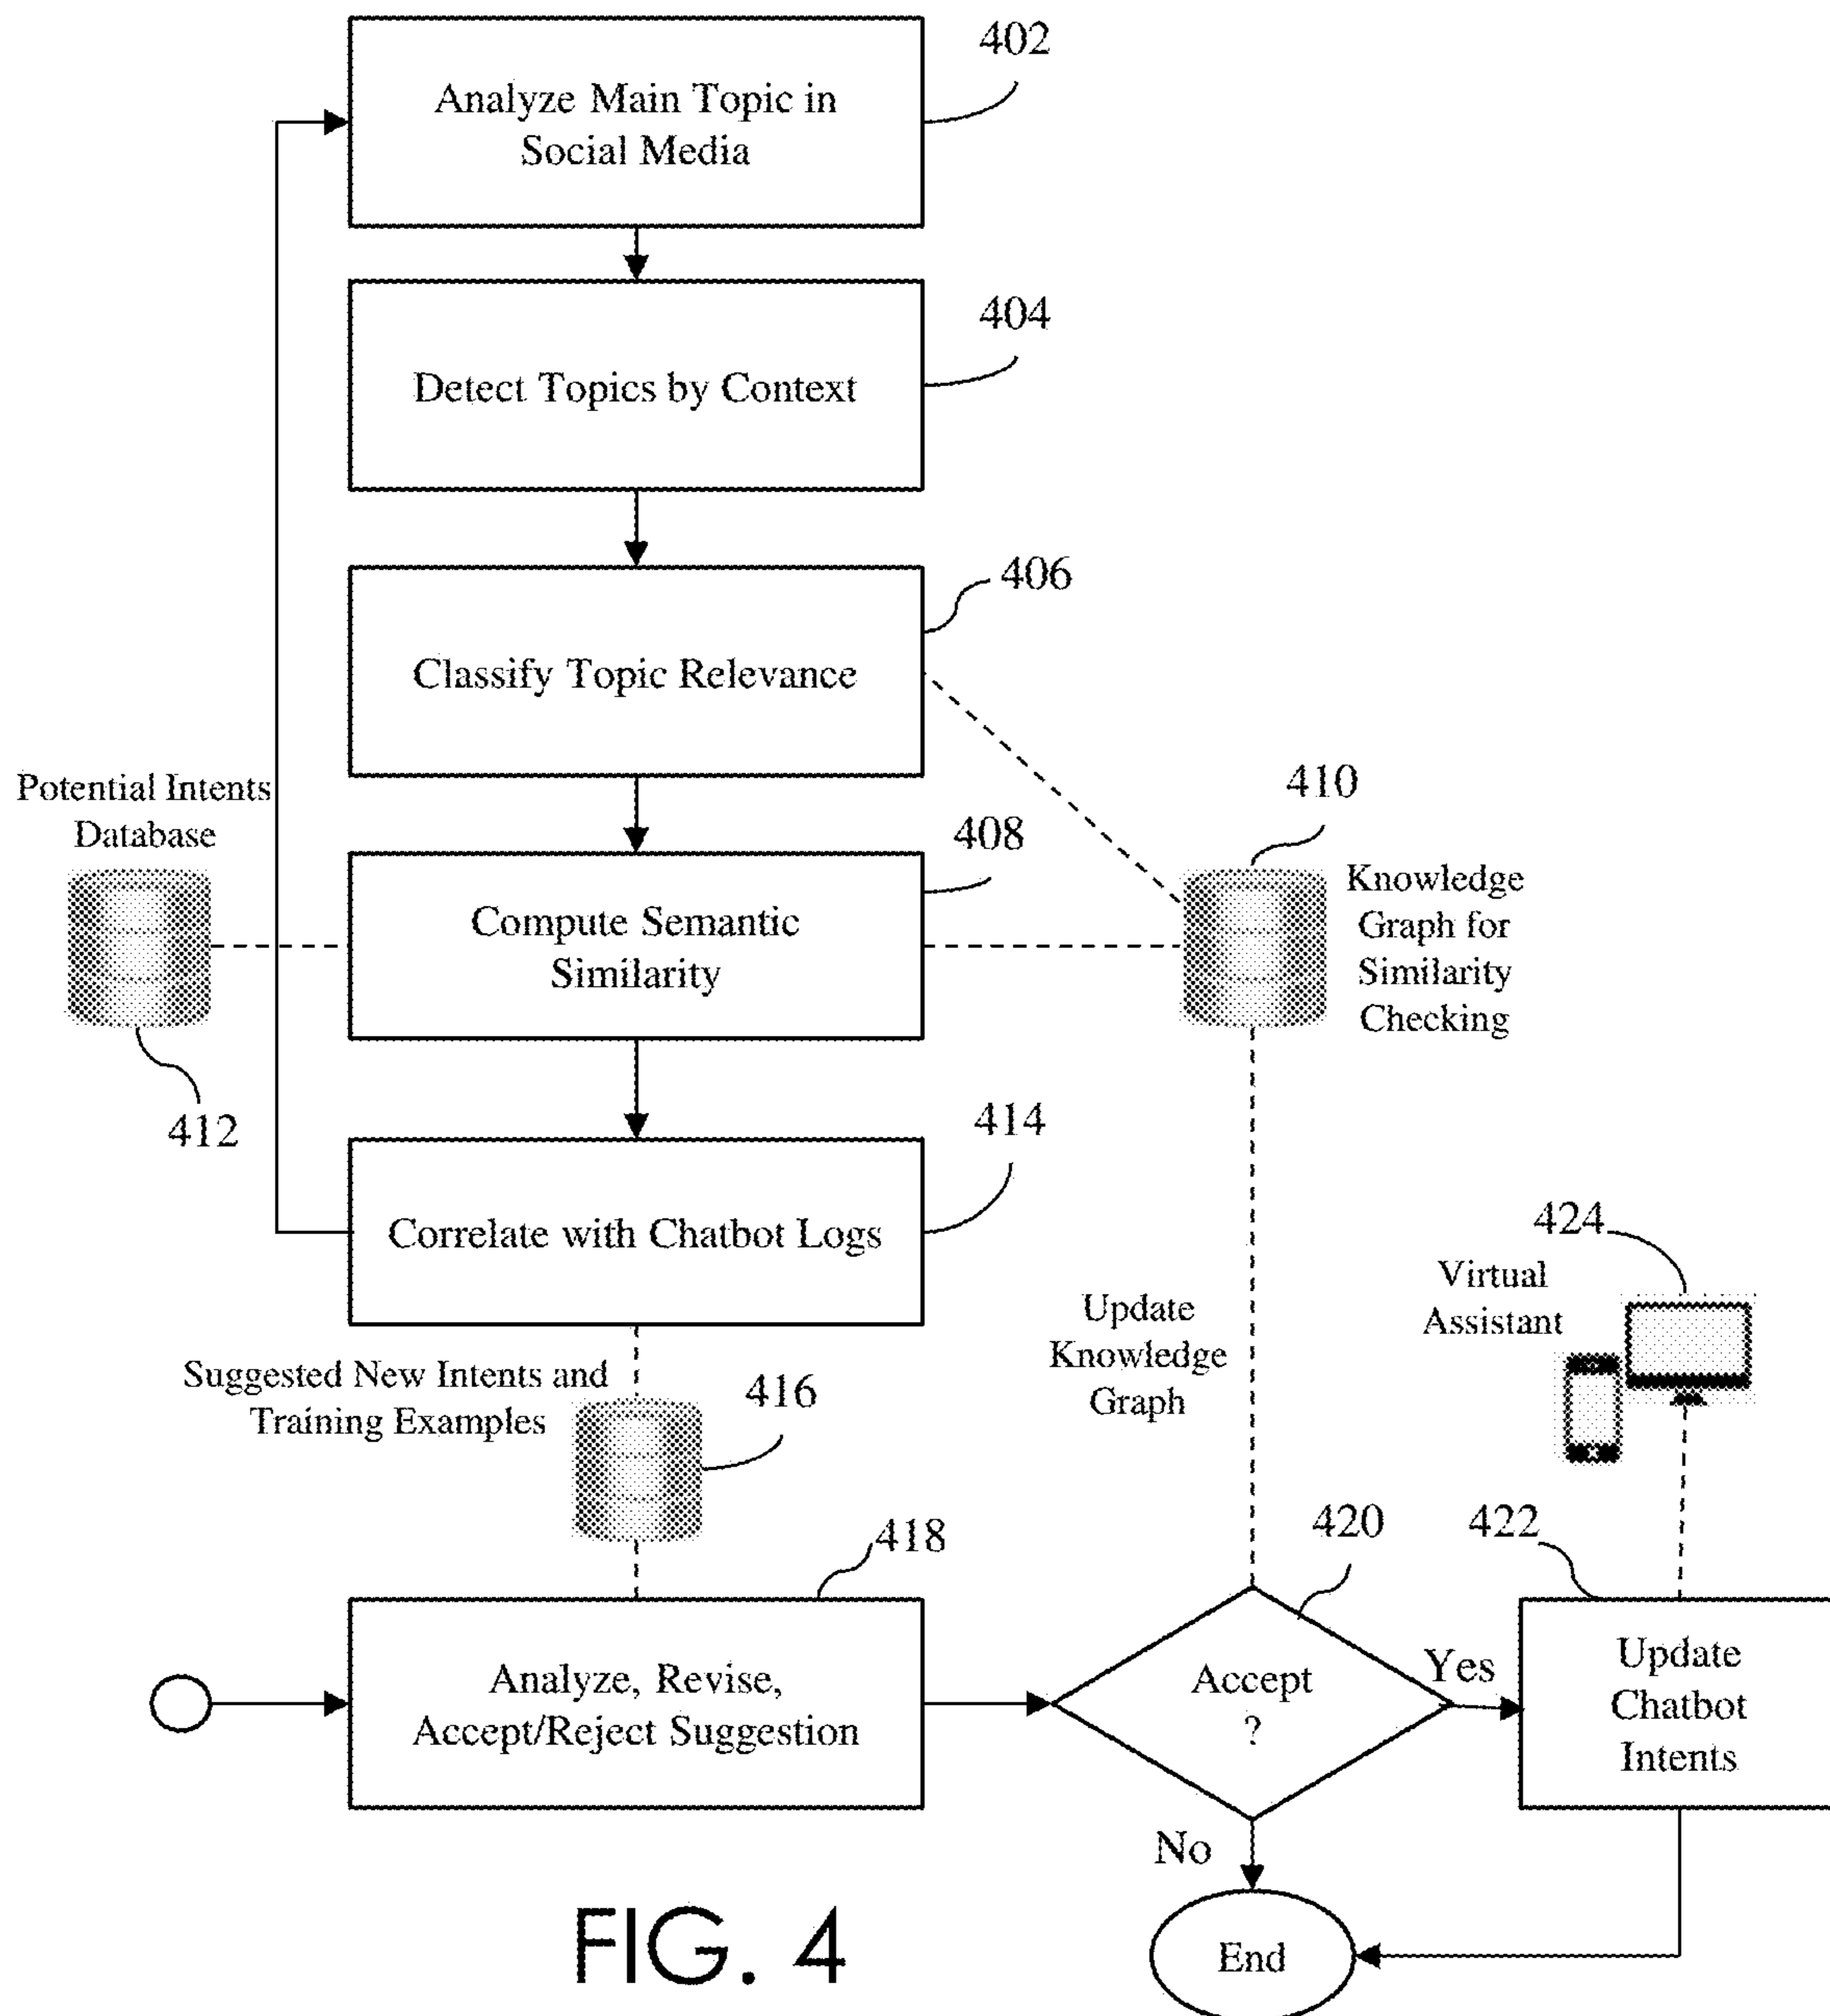 402
Analyze Main Topic in
Social Media
404
Detect Topics by Context
406
Classify Topic Relevance
Potential Intents
Database
410
408
Knowledge
Graph for
Similarity
Checking
Compute Semantic
Similarity
412
414
Correlate with Chatbot Logs
424
Virtual
Assistant
Update
Knowledge
Graph
Suggested New Intents and
Training Examples
416
418
420
422
Analyze, Revise,
Accept/Reject Suggestion
Accept
?
Yes
Update
Chatbot
Intents
No
End
FIG. 4